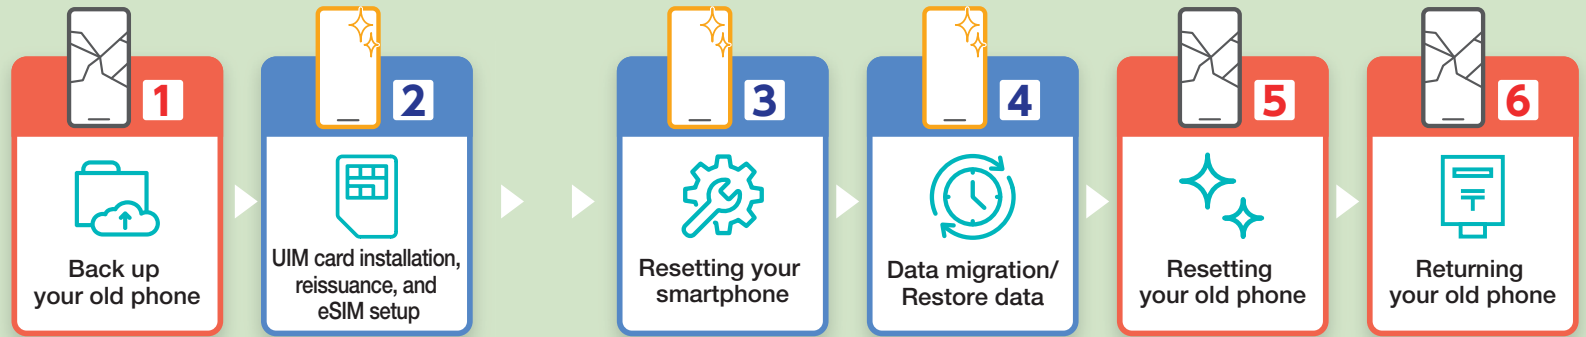 1
Back up
your old phone
2
UIM card installation,
reissuance, and
eSIM setup
3
Resetting your
smartphone
4
Data migration/
Restore data
5
Resetting
your old phone
6
〒
Returning
your old phone